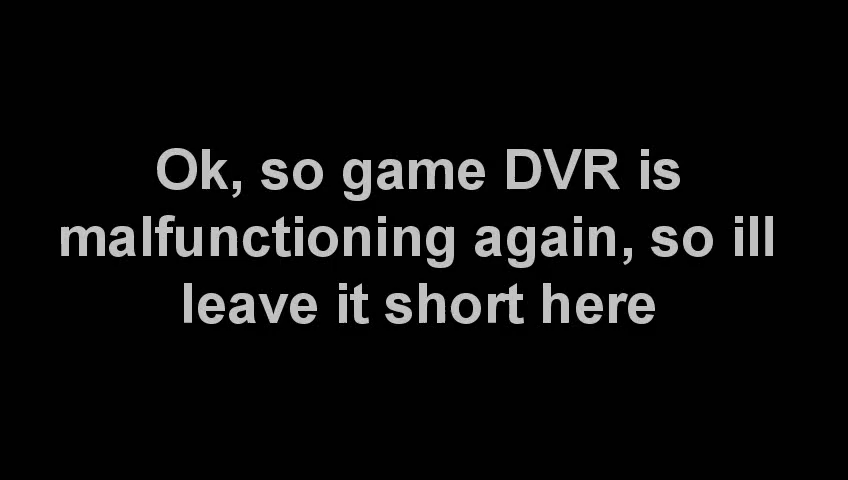 Ok, so game DVR is
malfunctioning again, so ill
leave it short here